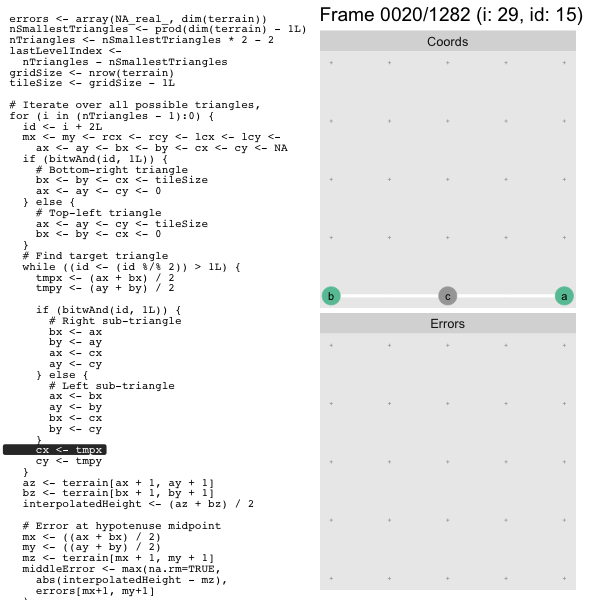 errors <- array(NA_real_, dim(terrain))
nSmallestTriangles <- prod(dim(terrain) - 1L)
nTriangles <- nSmallestTriangles * 2 - 2
lastLevelIndex <-
  nTriangles - nSmallestTriangles
gridSize <- nrow(terrain)
tileSize <- gridSize - 1L

# Iterate over all possible triangles,
for (i in (nTriangles - 1):0) {
  id <- i + 2L
  mx <- my <- rcx <- rcy <- lcx <- lcy <-
    ax <- ay <- bx <- by <- cx <- cy <- NA
  if (bitwAnd(id, 1L)) {
    # Bottom-right triangle
    bx <- by <- cx <- tileSize
    ax <- ay <- cy <- 0
  } else {
    # Top-left triangle
    ax <- ay <- cy <- tileSize
    bx <- by <- cx <- 0
  }
  # Find target triangle
  while ((id <- (id %/% 2)) > 1L) {
    tmpx <- (ax + bx) / 2
    tmpy <- (ay + by) / 2

    if (bitwAnd(id, 1L)) {
      # Right sub-triangle
      bx <- ax
      by <- ay
      ax <- cx
      ay <- cy
    } else {
      # Left sub-triangle
      ax <- bx
      ay <- by
      bx <- cx
      by <- cy
    }
    cx <- tmpx
    cy <- tmpy
  }
  az <- terrain[ax + 1, ay + 1]
  bz <- terrain[bx + 1, by + 1]
  interpolatedHeight <- (az + bz) / 2

  # Error at hypotenuse midpoint
  mx <- ((ax + bx) / 2)
  my <- ((ay + by) / 2)
  mz <- terrain[mx + 1, my + 1]
  middleError <- max(na.rm=TRUE,
    abs(interpolatedHeight - mz),
    errors[mx+1, my+1]
Frame 0020/1282 (i: 29, id: 15)
Coords
b c a
Errors